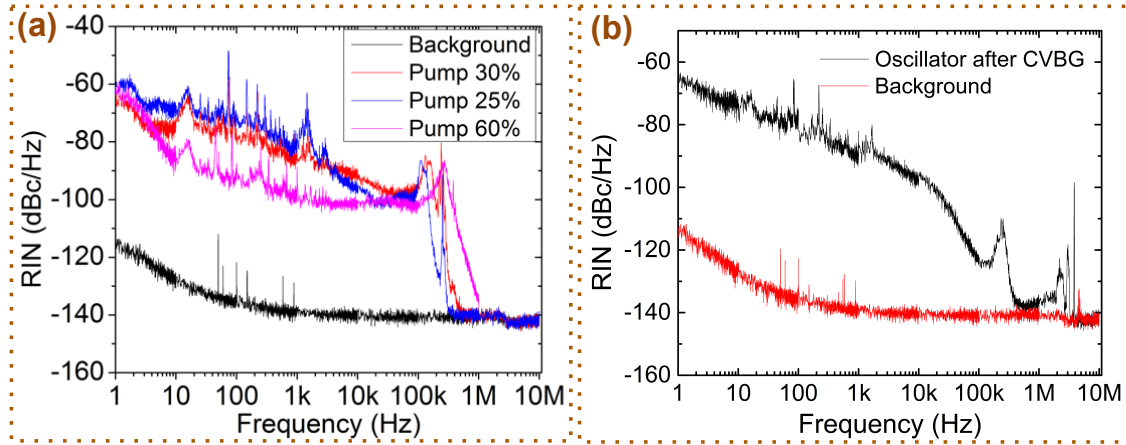 (a)
-40
-60
-80
-100
-120
-140
-160
RIN (dBc/Hz)
Background
Pump 30%
Pump 25%
Pump 60%
1 10 100 1k 10k 100k 1M 10M
Frequency (Hz)
(b)
-60
-80
-100
-120
-140
-160
RIN (dBc/Hz)
Oscillator after CVBG
Background
1 10 100 1k 10k 100k 1M 10M
Frequency (Hz)